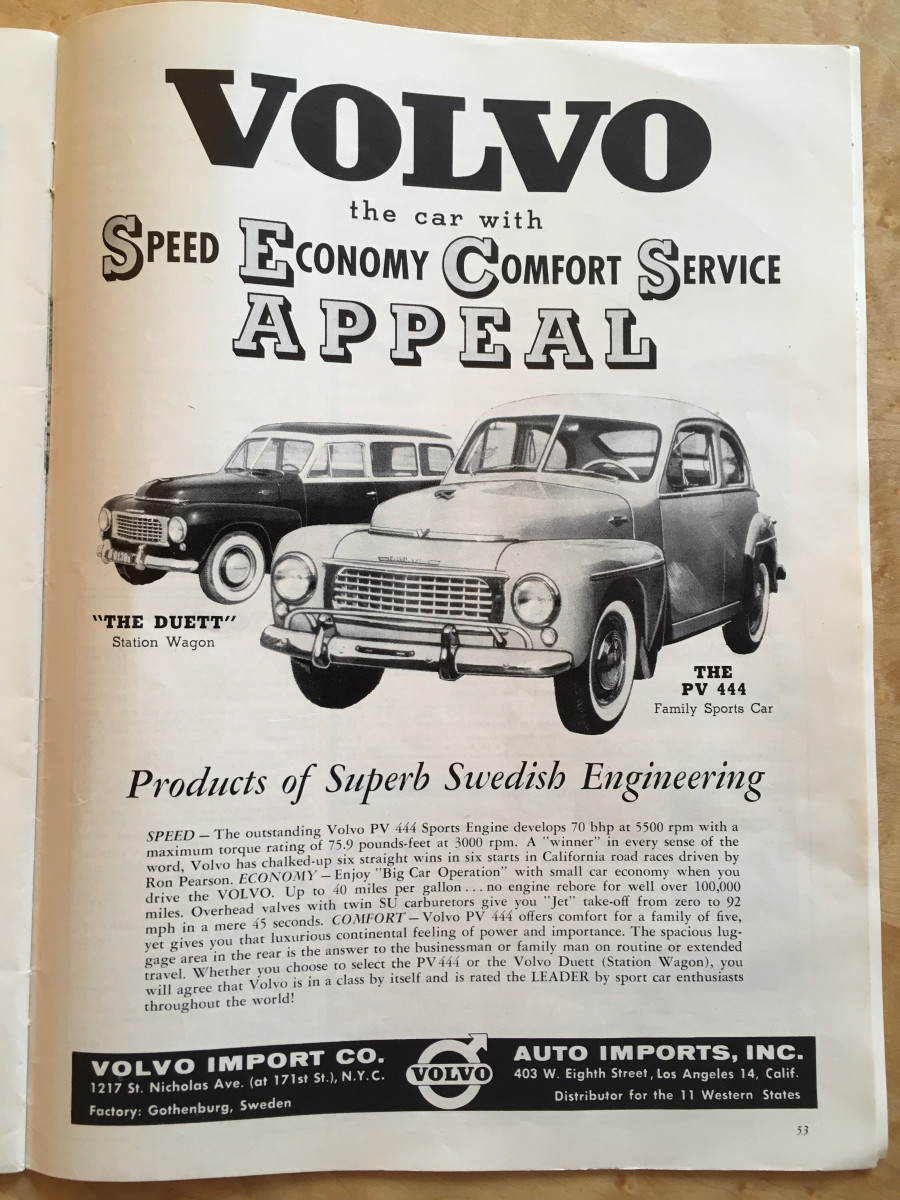 VOLVO
the car with
SPEED ECONOMY COMFORT SERVICE
APPEAL
"THE DUETT"
Station Wagon
THE
PV 444
Family Sports Car
Products of Superb Swedish Engineering
SPEED — The outstanding Volvo PV 444 Sports Engine develops 70 bhp at 5500 rpm with a
maximum torque rating of 75.9 pounds-feet at 3000 rpm. A "winner" in every sense of the
word, Volvo has chalked-up six straight wins in six starts in California road races driven by
Ron Pearson. ECONOMY — Enjoy "Big Car Operation" with small car economy when you
drive the VOLVO. Up to 40 miles per gallon . . . no engine rebore for well over 100,000
miles. Overhead valves with twin SU carburetors give you "Jet" take-off from zero to 92
mph in a mere 45 seconds. COMFORT — Volvo PV 444 offers comfort for a family of five,
yet gives you that luxurious continental feeling of power and importance. The spacious lug-
gage area in the rear is the answer to the businessman or family man on routine or extended
travel. Whether you choose to select the PV444 or the Volvo Duett (Station Wagon), you
will agree that Volvo is in a class by itself and is rated the LEADER by sport car enthusiasts
throughout the world!
VOLVO IMPORT CO.
1217 St. Nicholas Ave. (at 171st St.), N.Y.C.
Factory: Gothenburg, Sweden
VOLVO
AUTO IMPORTS, INC.
403 W. Eighth Street, Los Angeles 14, Calif.
Distributor for the 11 Western States
53